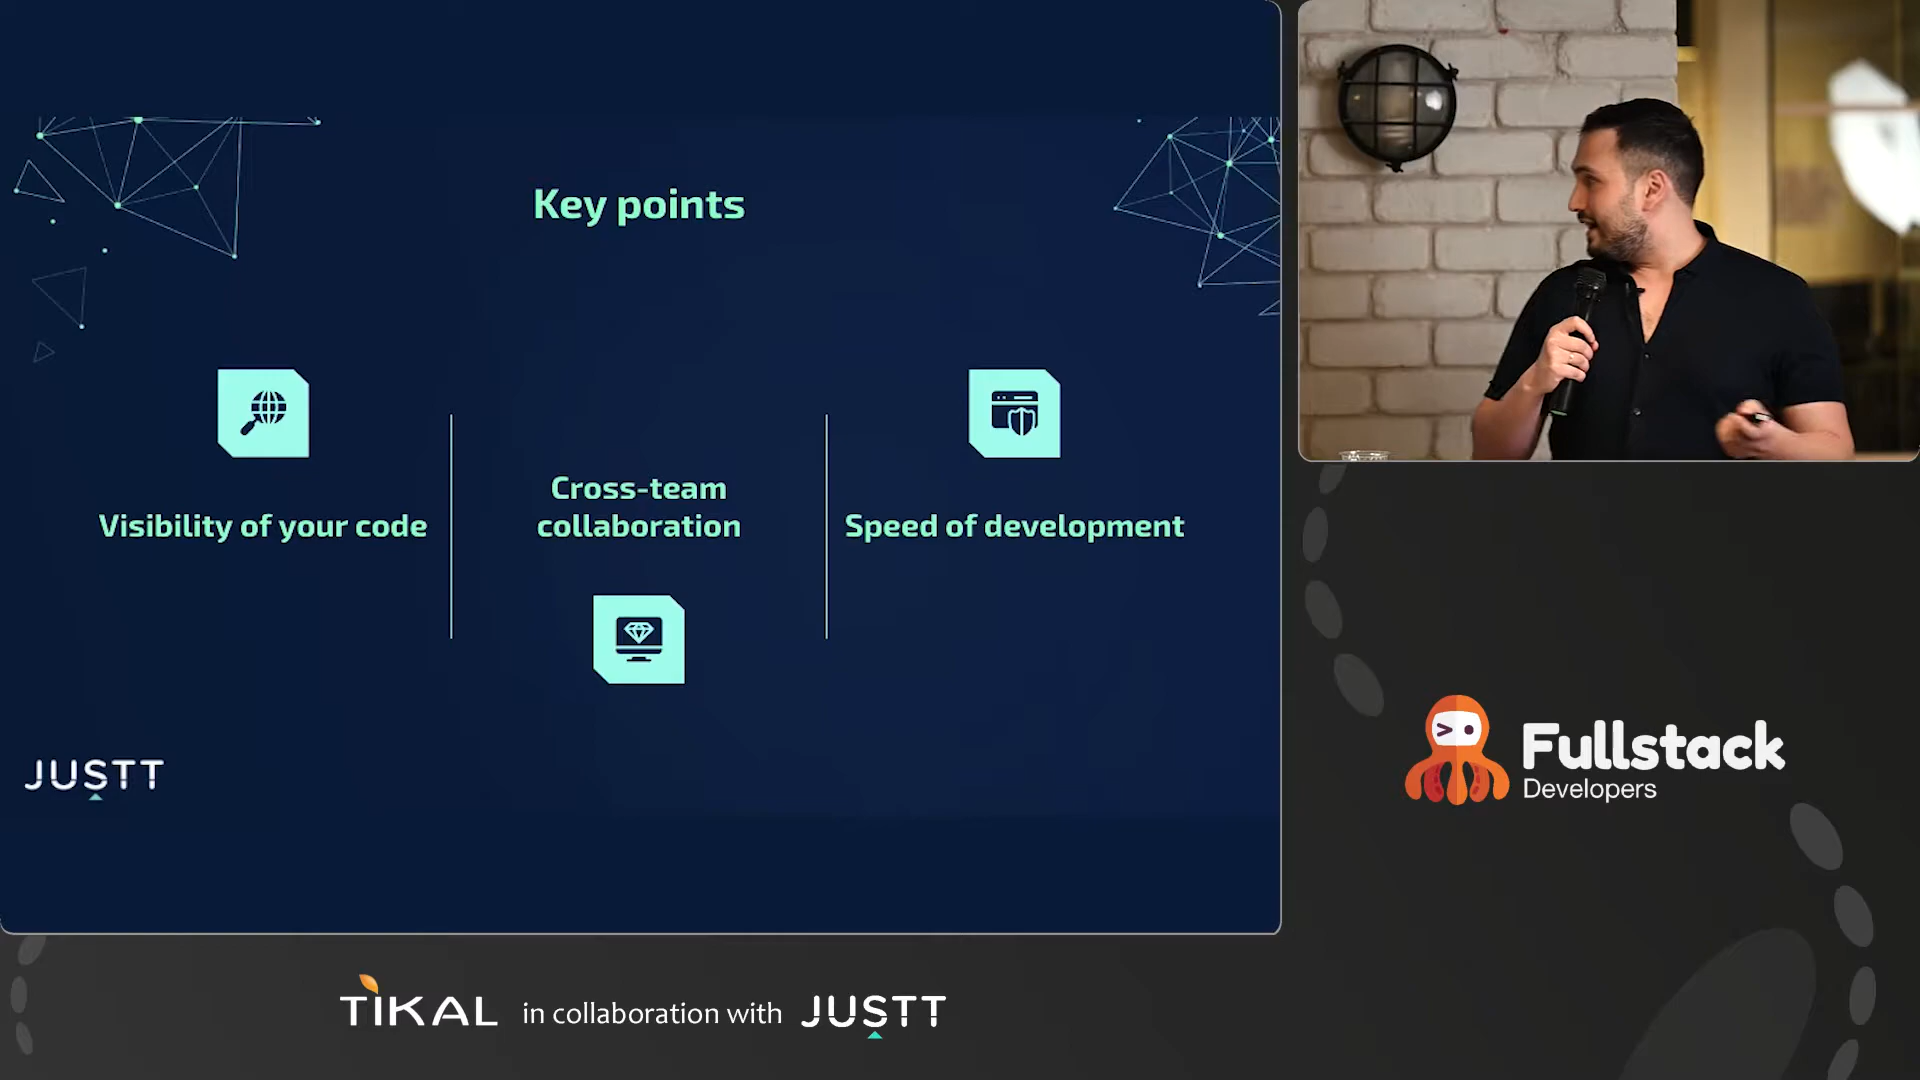 Key points
Visibility of your code
Cross-team
collaboration
Speed of development
JUSTT
Fullstack
Developers
TIKAL in collaboration with JUSTT